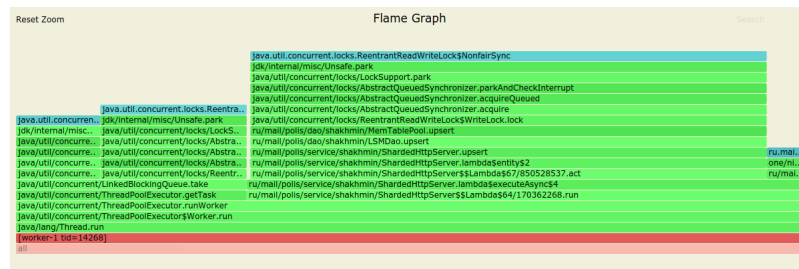 Reset Zoom
Flame Graph
Search
java.util.concurrent.locks.ReentrantReadWriteLock$NonfairSync
jdk/internal/misc/Unsafe.park
java/util/concurrent/locks/LockSupport.park
java/util/concurrent/locks/AbstractQueuedSynchronizer.parkAndCheckInterrupt
java/util/concurrent/locks/AbstractQueuedSynchronizer.acquireQueued
java.util.concurrent.locks.Reentra.. java/util/concurrent/locks/AbstractQueuedSynchronizer.acquire
java.util.concurren.. jdk/internal/misc/Unsafe.park java/util/concurrent/locks/ReentrantReadWriteLock$WriteLock.lock
jdk/internal/misc.. java/util/concurrent/locks/LockS.. ru/mail/polis/dao/shakhmin/MemTablePool.upsert
java/util/concurre.. java/util/concurrent/locks/Abstra.. ru/mail/polis/dao/shakhmin/LSMDao.upsert
java/util/concurre.. java/util/concurrent/locks/Abstra.. ru/mail/polis/service/shakhmin/ShardedHttpServer.upsert ru.mai..
java/util/concurre.. java/util/concurrent/locks/Abstra.. ru/mail/polis/service/shakhmin/ShardedHttpServer.lambda$entity$2 one/ni..
java/util/concurre.. java/util/concurrent/locks/Reentr.. ru/mail/polis/service/shakhmin/ShardedHttpServer$$Lambda$67/850528537.act ru/mai..
java/util/concurrent/LinkedBlockingQueue.take ru/mail/polis/service/shakhmin/ShardedHttpServer.lambda$executeAsync$4
java/util/concurrent/ThreadPoolExecutor.getTask ru/mail/polis/service/shakhmin/ShardedHttpServer$$Lambda$64/170362268.run
java/util/concurrent/ThreadPoolExecutor.runWorker
java/util/concurrent/ThreadPoolExecutor$Worker.run
java/lang/Thread.run
[worker-1 tid=14268]
all